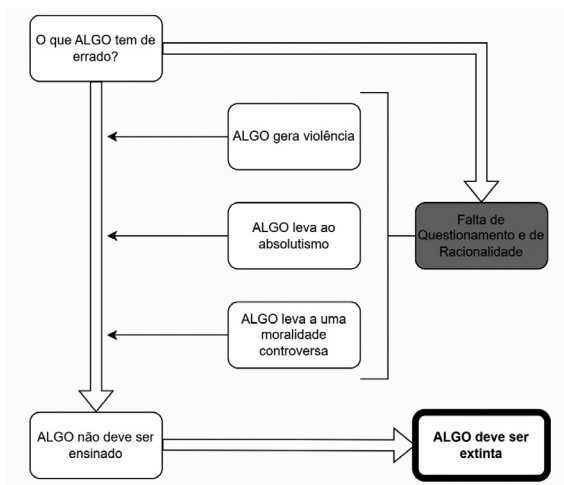 O que ALGO tem de
errado?
ALGO gera violência
ALGO leva ao
absolutismo
Falta de
Questionamento e de
Racionalidade
ALGO leva a uma
moralidade
controversa
ALGO não deve ser
ensinado
ALGO deve ser
extinta